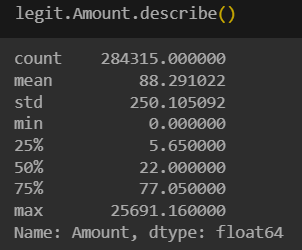 legit.Amount.describe()
count    284315.000000
mean         88.291022
std         250.105092
min           0.000000
25%           5.650000
50%          22.000000
75%          77.050000
max       25691.160000
Name: Amount, dtype: float64